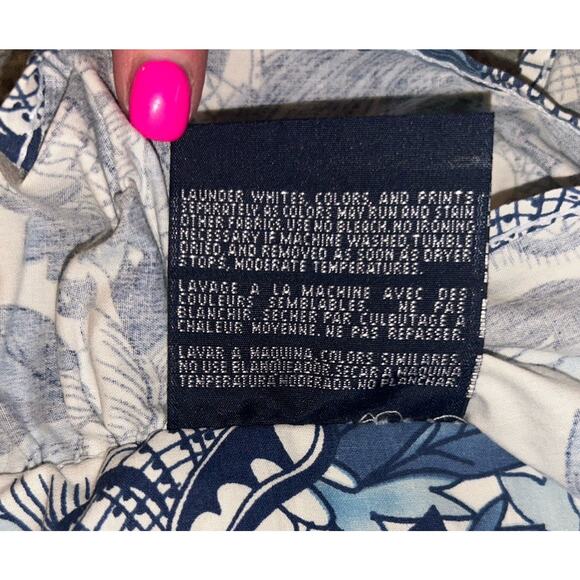 LAUNDER WHITES, COLORS, AND PRINTS
SEPARATELY, AS COLORS MAY RUN AND STAIN
OTHER FABRICS. USE NO BLEACH. NO IRONING
NECESSARY IF MACHINE WASHED, TUMBLE
DRIED, AND REMOVED AS SOON AS DRYER
STOPS, MODERATE TEMPERATURES.
LAVAGE A LA MACHINE AVEC DES
COULEURS SEMBLABLES. NE PAS
BLANCHIR. SECHER PAR CULBUTAGE A
CHALEUR MOYENNE. NE PAS REPASSER.
LAVAR A MAQUINA, COLORS SIMILARES.
NO USE BLANQUEADOR. SECAR A MAQUINA
TEMPERATURA MODERADA. NO PLANCHAR.